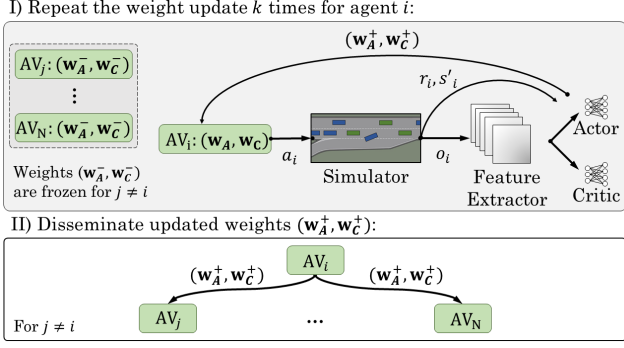 I) Repeat the weight update k times for agent i:
(w_A^+, w_C^+)
AV_j: (w_A^-, w_C^-)
⋮
AV_N: (w_A^-, w_C^-)
Weights (w_A^-, w_C^-)
are frozen for j ≠ i
AV_i: (w_A, w_C)
a_i
Simulator
r_i, s'_i
o_i
Feature
Extractor
Actor
Critic
II) Disseminate updated weights (w_A^+, w_C^+):
AV_i
(w_A^+, w_C^+)
(w_A^+, w_C^+)
AV_j
...
AV_N
For j ≠ i